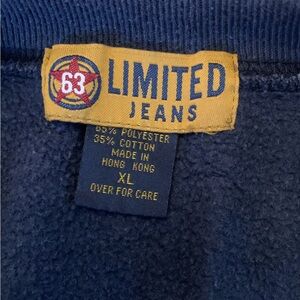 63
LIMITED
JEANS
65% POLYESTER
35% COTTON
MADE IN
HONG KONG
XL
OVER FOR CARE